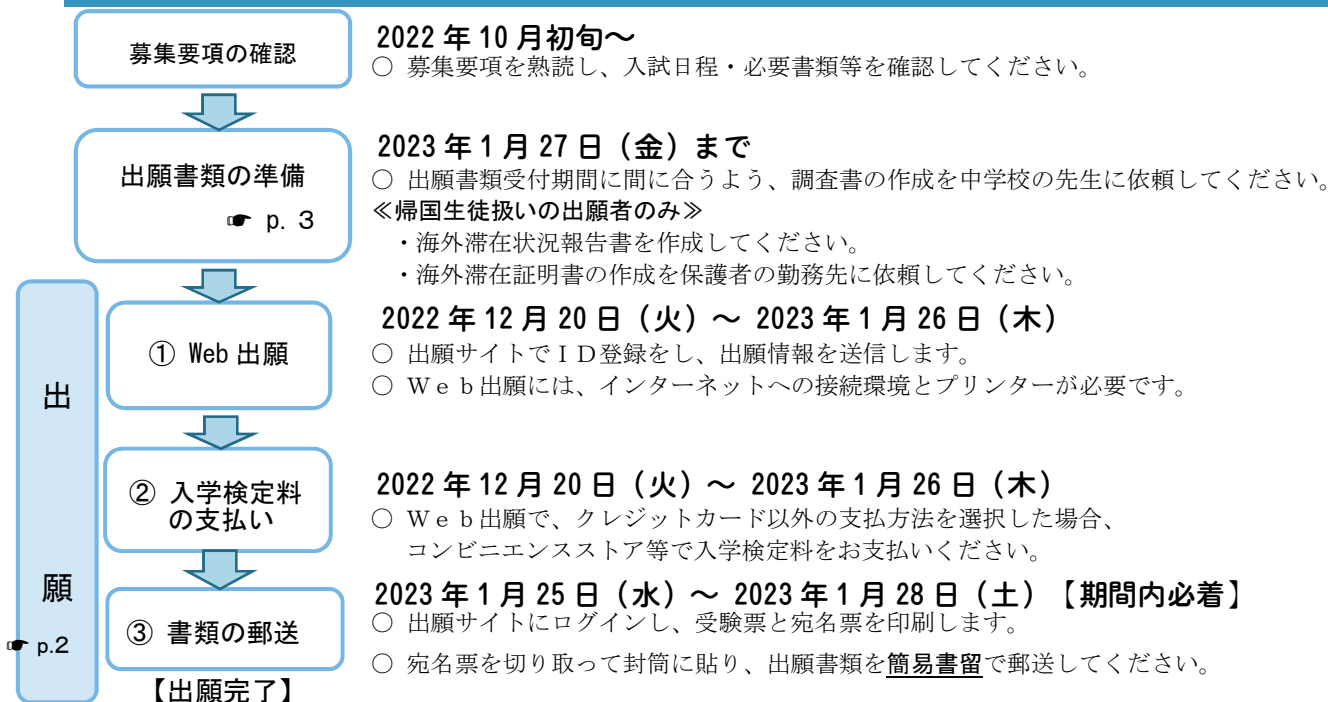 募集要項の確認
2022 年 10 月初旬～
○ 募集要項を熟読し、入試日程・必要書類等を確認してください。
出願書類の準備
☛ p. 3
2023 年 1 月 27 日（金）まで
○ 出願書類受付期間に間に合うよう、調査書の作成を中学校の先生に依頼してください。
≪帰国生徒扱いの出願者のみ≫
・海外滞在状況報告書を作成してください。
・海外滞在証明書の作成を保護者の勤務先に依頼してください。
出願
☛ p.2
① Web 出願
2022 年 12 月 20 日（火）～ 2023 年 1 月 26 日（木）
○ 出願サイトでＩＤ登録をし、出願情報を送信します。
○ Ｗｅｂ出願には、インターネットへの接続環境とプリンターが必要です。
② 入学検定料
の支払い
2022 年 12 月 20 日（火）～ 2023 年 1 月 26 日（木）
○ Ｗｅｂ出願で、クレジットカード以外の支払方法を選択した場合、
コンビニエンスストア等で入学検定料をお支払いください。
③ 書類の郵送
2023 年 1 月 25 日（水）～ 2023 年 1 月 28 日（土）【期間内必着】
○ 出願サイトにログインし、受験票と宛名票を印刷します。
○ 宛名票を切り取って封筒に貼り、出願書類を簡易書留で郵送してください。
【出願完了】